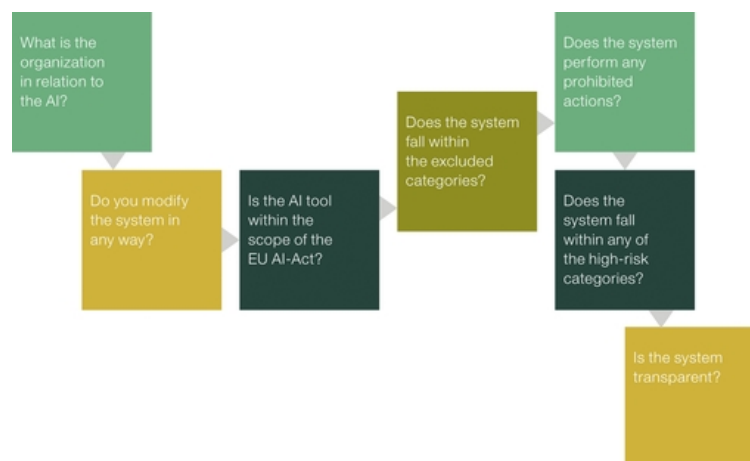 What is the
organization
in relation to
the AI?
Do you modify
the system in
any way?
Is the AI tool
within the
scope of the
EU AI-Act?
Does the system
fall within
the excluded
categories?
Does the system
perform any
prohibited
actions?
Does the
system fall
within any of
the high-risk
categories?
Is the system
transparent?